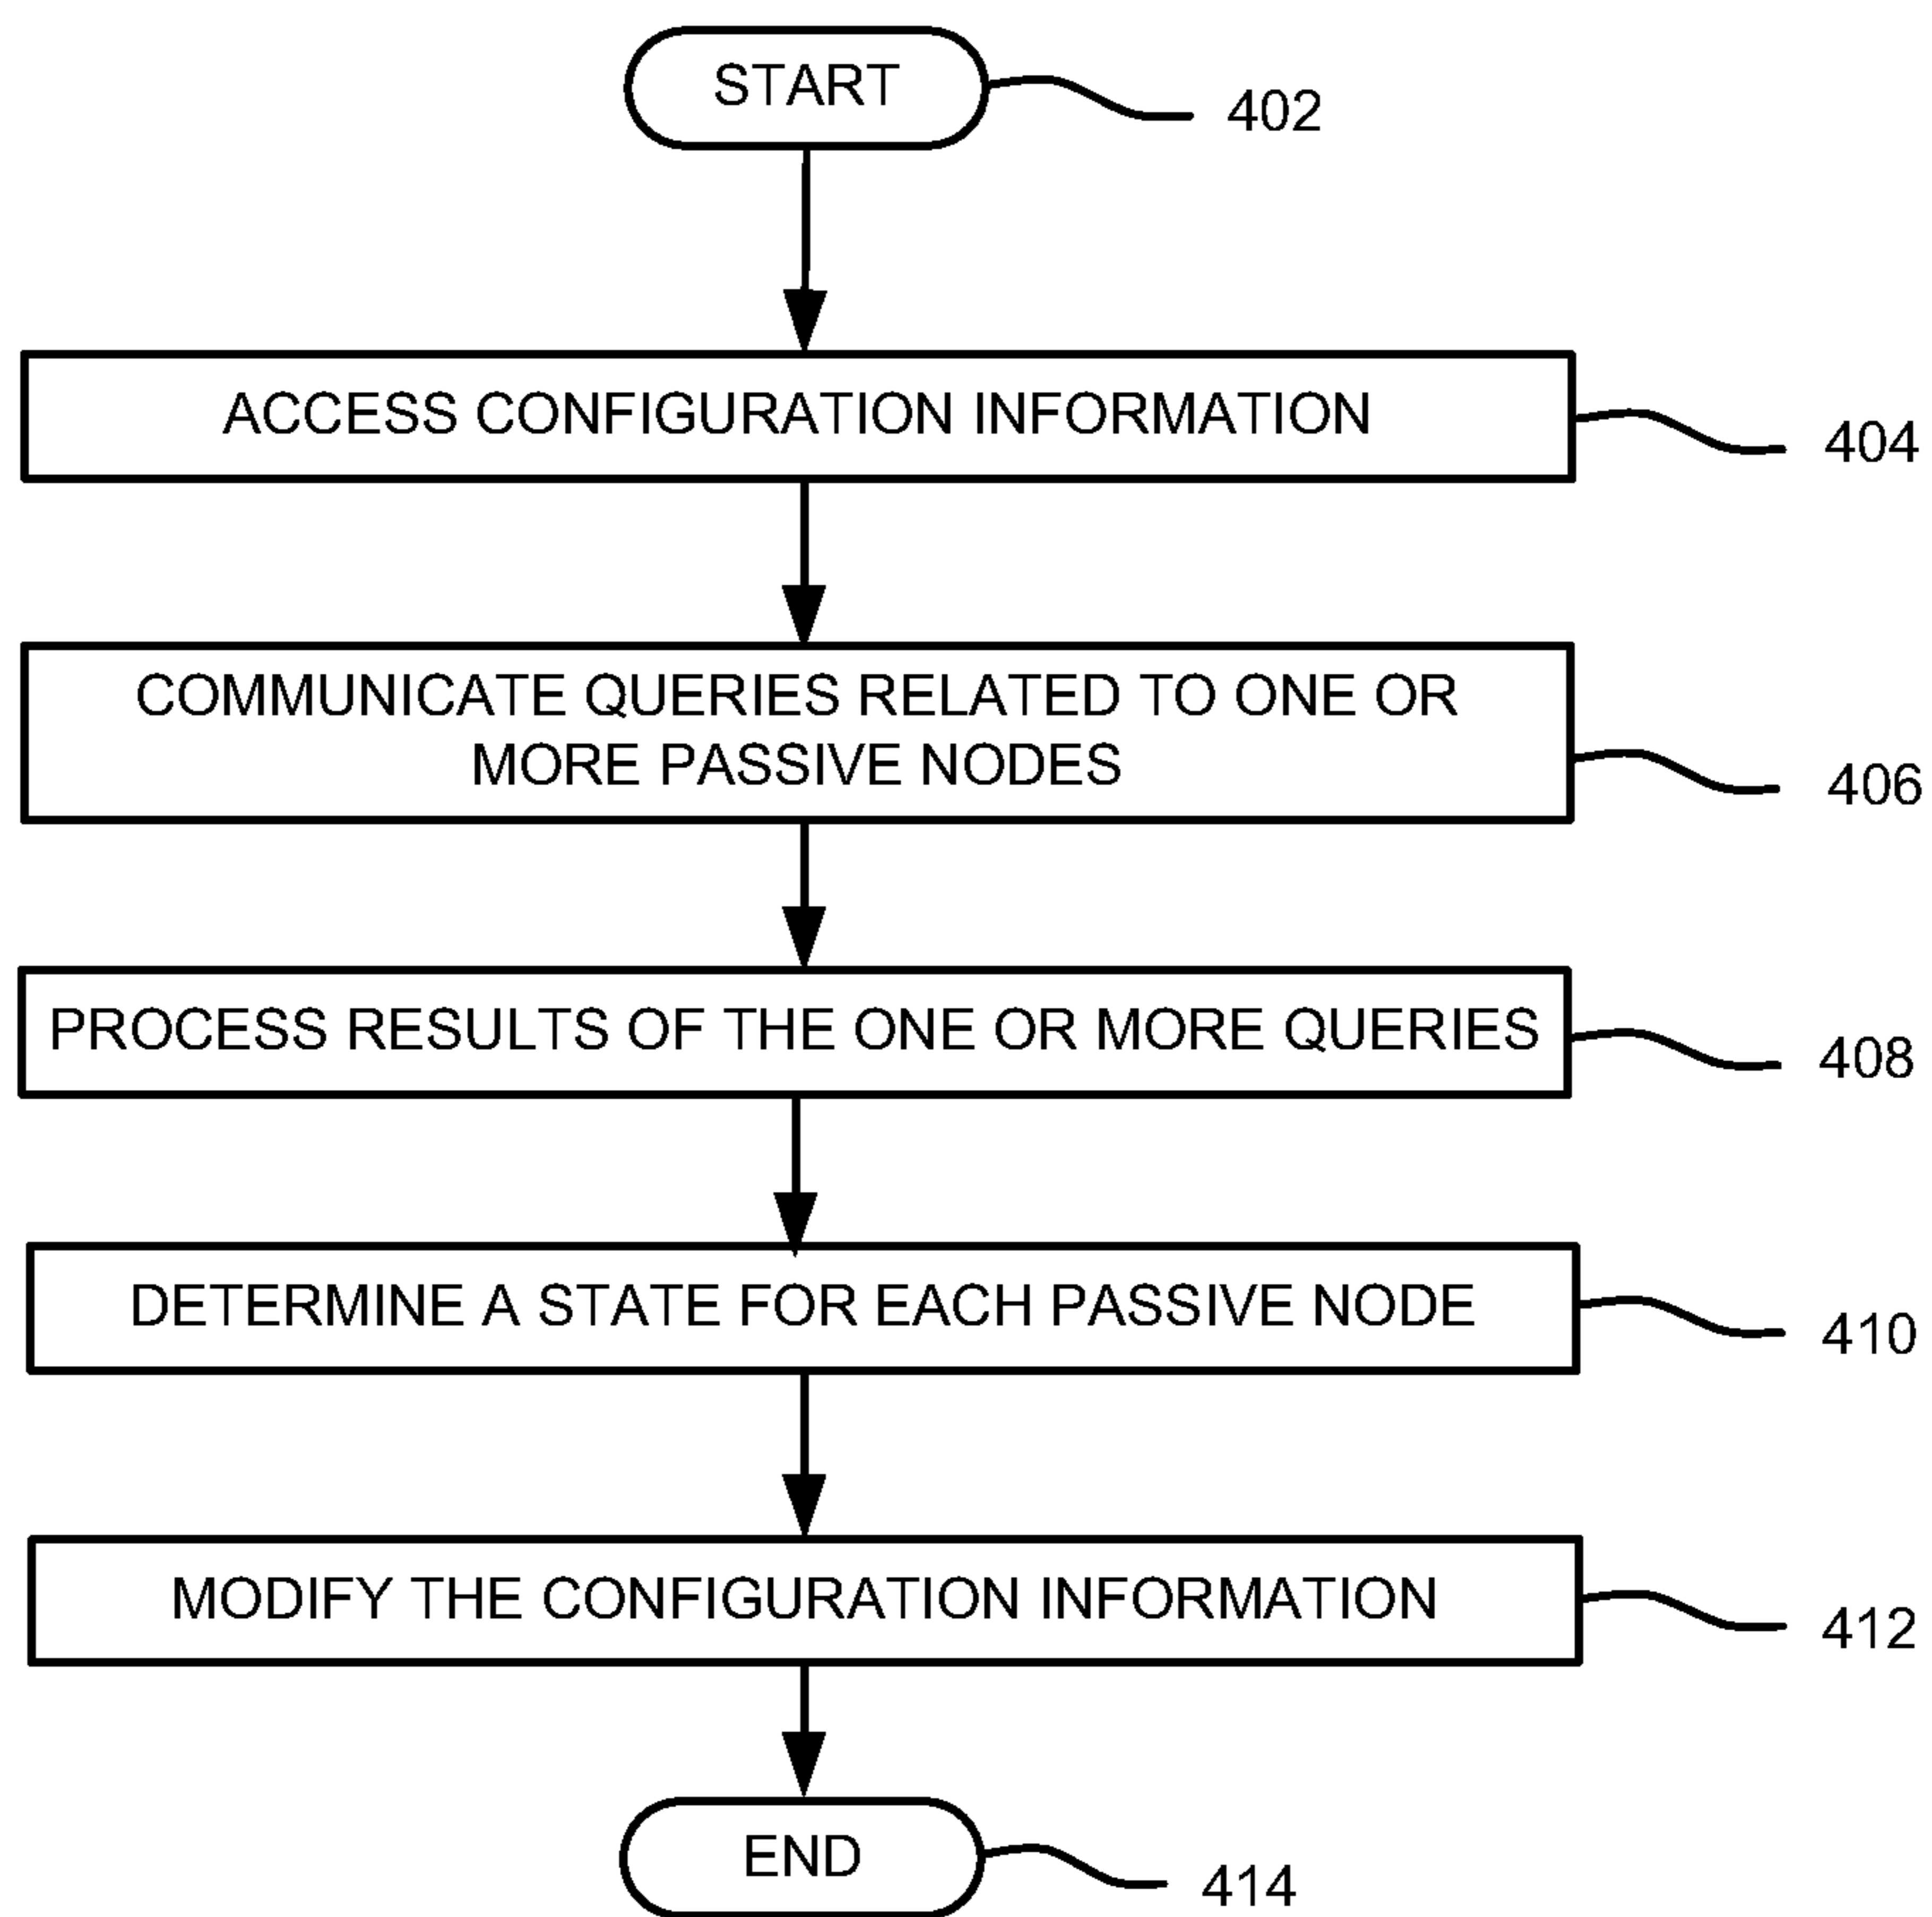 START
402
ACCESS CONFIGURATION INFORMATION
404
COMMUNICATE QUERIES RELATED TO ONE OR
MORE PASSIVE NODES
406
PROCESS RESULTS OF THE ONE OR MORE QUERIES
408
DETERMINE A STATE FOR EACH PASSIVE NODE
410
MODIFY THE CONFIGURATION INFORMATION
412
END
414